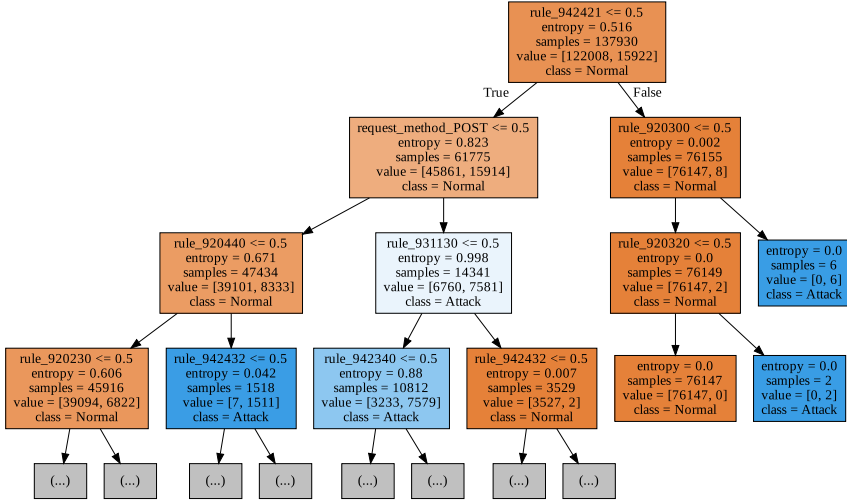 rule_942421 <= 0.5
entropy = 0.516
samples = 137930
value = [122008, 15922]
class = Normal
True
False
request_method_POST <= 0.5
entropy = 0.823
samples = 61775
value = [45861, 15914]
class = Normal
rule_920300 <= 0.5
entropy = 0.002
samples = 76155
value = [76147, 8]
class = Normal
rule_920440 <= 0.5
entropy = 0.671
samples = 47434
value = [39101, 8333]
class = Normal
rule_931130 <= 0.5
entropy = 0.998
samples = 14341
value = [6760, 7581]
class = Attack
rule_920320 <= 0.5
entropy = 0.0
samples = 76149
value = [76147, 2]
class = Normal
entropy = 0.0
samples = 6
value = [0, 6]
class = Attack
rule_920230 <= 0.5
entropy = 0.606
samples = 45916
value = [39094, 6822]
class = Normal
rule_942432 <= 0.5
entropy = 0.042
samples = 1518
value = [7, 1511]
class = Attack
rule_942340 <= 0.5
entropy = 0.88
samples = 10812
value = [3233, 7579]
class = Attack
rule_942432 <= 0.5
entropy = 0.007
samples = 3529
value = [3527, 2]
class = Normal
entropy = 0.0
samples = 76147
value = [76147, 0]
class = Normal
entropy = 0.0
samples = 2
value = [0, 2]
class = Attack
(...)
(...)
(...)
(...)
(...)
(...)
(...)
(...)